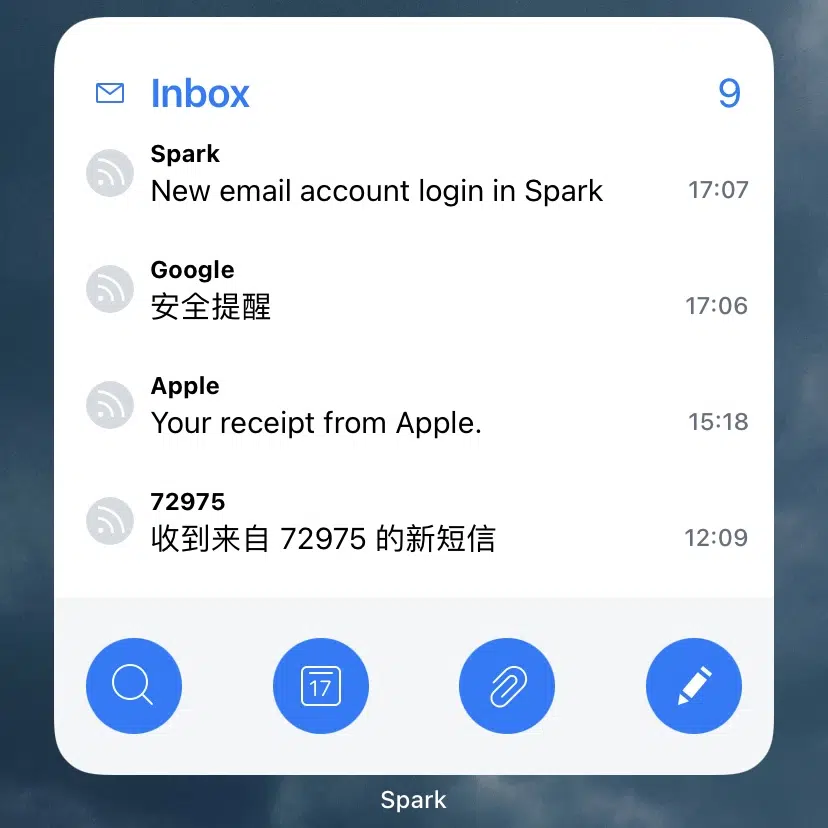 Inbox
9
Spark
New email account login in Spark
17:07
Google
安全提醒
17:06
Apple
Your receipt from Apple.
15:18
72975
收到来自 72975 的新短信
12:09
17
Spark